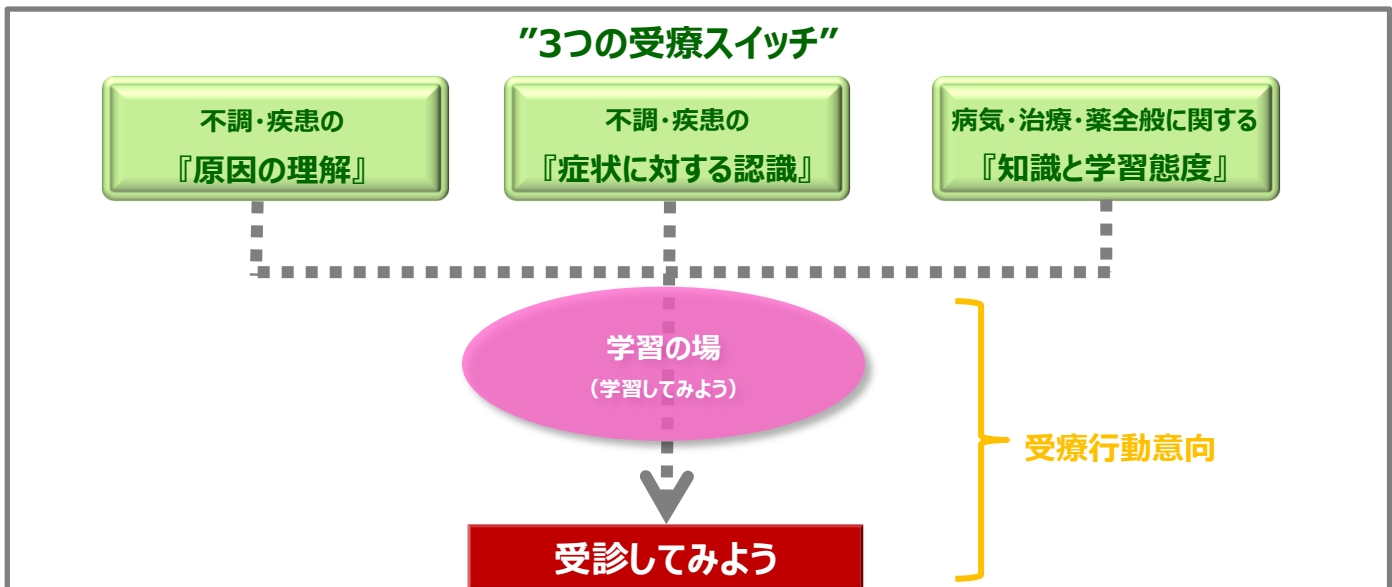 ”3つの受療スイッチ”
不調・疾患の
『原因の理解』
不調・疾患の
『症状に対する認識』
病気・治療・薬全般に関する
『知識と学習態度』
学習の場
（学習してみよう）
受療行動意向
受診してみよう